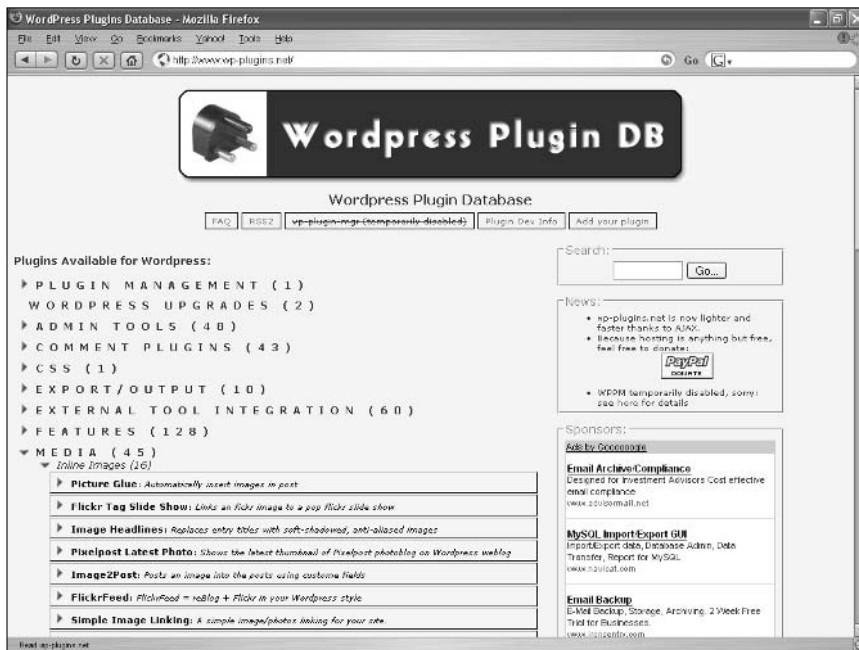 WordPress Plugins Database - Mozilla Firefox
File Edit View Go Bookmarks Yahoo! Tools Help
http://www.wp-plugins.net/ Go G
Wordpress Plugin DB
Wordpress Plugin Database
FAQ RSS2 wp-plugin-mgr (temporarily disabled) Plugin Dev Info Add your plugin
Plugins Available for Wordpress:
PLUGIN MANAGEMENT (1)
WORDPRESS UPGRADES (2)
ADMIN TOOLS (48)
COMMENT PLUGINS (43)
CSS (1)
EXPORT/OUTPUT (10)
EXTERNAL TOOL INTEGRATION (60)
FEATURES (128)
MEDIA (45)
Inline Images (16)
Picture Glue: Automatically insert images in post
Flickr Tag Slide Show: Links an fickr image to a pop flickr slide show
Image Headlines: Replaces entry titles with soft-shadowed, anti-aliased images
Pixelpost Latest Photo: Shows the latest thumbnail of Pixelpost photoblog on Wordpress weblog
Image2Post: Posts an image into the posts using custome fields
FlickrFeed: FlickrFeed = reBlog + Flickr in your Wordpress style
Simple Image Linking: A simple image/photos linking for your site.
Search:
Go...
News:
wp-plugins.net is now lighter and
faster thanks to AJAX.
Because hosting is anything but free,
feel free to donate:
PayPal
DONATE
WPPM temporarily disabled, sorry:
see here for details
Sponsors:
Ads by Goooooogle
Email Archive/Compliance
Designed for Investment Advisors Cost effective
email compliance
www.advisormail.net
MySQL Import/Export GUI
Import/Export data, Database Admin, Data
Transfer, Report for MySQL
www.navicat.com
Email Backup
E-Mail Backup, Storage, Archiving. 2 Week Free
Trial for Businesses.
Read wp-plugins.net